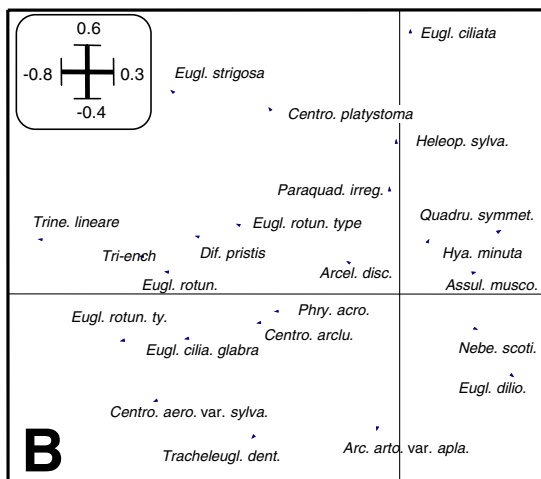 0.6
Eugl. ciliata
-0.8 0.3
Eugl. strigosa
-0.4
Centro. platystoma
Heleop. sylva.
Paraquad. irreg.
Trine. lineare
Eugl. rotun. type
Quadru. symmet.
Tri-ench
Dif. pristis
Hya. minuta
Arcel. disc.
Eugl. rotun.
Assul. musco.
Phry. acro.
Eugl. rotun. ty.
Centro. arclu.
Eugl. cilia. glabra
Nebe. scoti.
Eugl. dilio.
Centro. aero. var. sylva.
Arc. arto. var. apla.
Tracheleugl. dent.
B